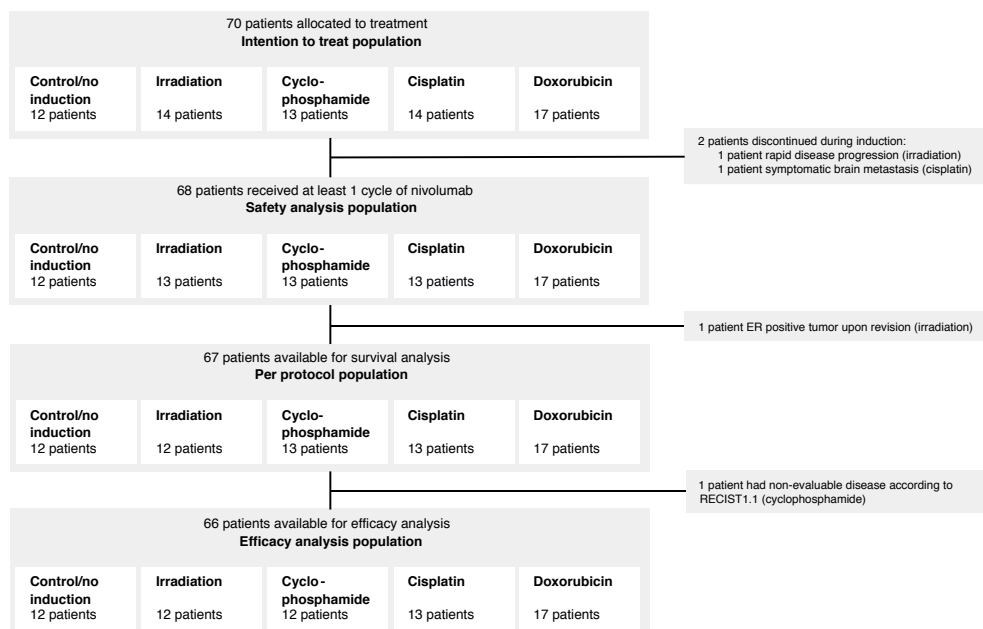 70 patients allocated to treatment
Intention to treat population
Control/no
induction
12 patients
Irradiation
14 patients
Cyclo-
phosphamide
13 patients
Cisplatin
14 patients
Doxorubicin
17 patients
2 patients discontinued during induction:
1 patient rapid disease progression (irradiation)
1 patient symptomatic brain metastasis (cisplatin)
68 patients received at least 1 cycle of nivolumab
Safety analysis population
Control/no
induction
12 patients
Irradiation
13 patients
Cyclo-
phosphamide
13 patients
Cisplatin
13 patients
Doxorubicin
17 patients
1 patient ER positive tumor upon revision (irradiation)
67 patients available for survival analysis
Per protocol population
Control/no
induction
12 patients
Irradiation
12 patients
Cyclo-
phosphamide
13 patients
Cisplatin
13 patients
Doxorubicin
17 patients
1 patient had non-evaluable disease according to
RECIST1.1 (cyclophosphamide)
66 patients available for efficacy analysis
Efficacy analysis population
Control/no
induction
12 patients
Irradiation
12 patients
Cyclo-
phosphamide
12 patients
Cisplatin
13 patients
Doxorubicin
17 patients